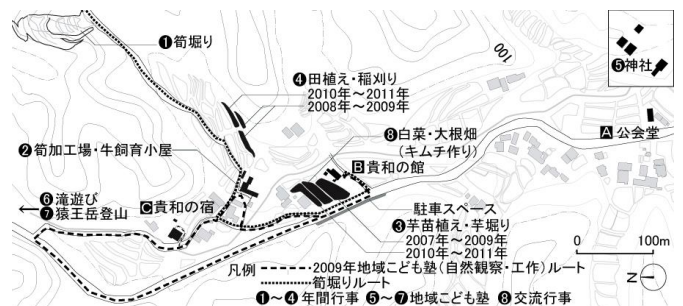 ❶筍堀り
100
❺神社
❹田植え・稲刈り
2010年～2011年
2008年～2009年
❽白菜・大根畑
（キムチ作り）
A公会堂
❷筍加工場・牛飼育小屋
B貴和の館
❻滝遊び
❼猿王岳登山
C貴和の宿
駐車スペース
❸芋苗植え・芋堀り
2007年～2009年
2010年～2011年
0 100m
凡例 2009年地域こども塾（自然観察・工作）ルート
筍堀りルート
N
❶～❹年間行事 ❺～❼地域こども塾 ❽交流行事